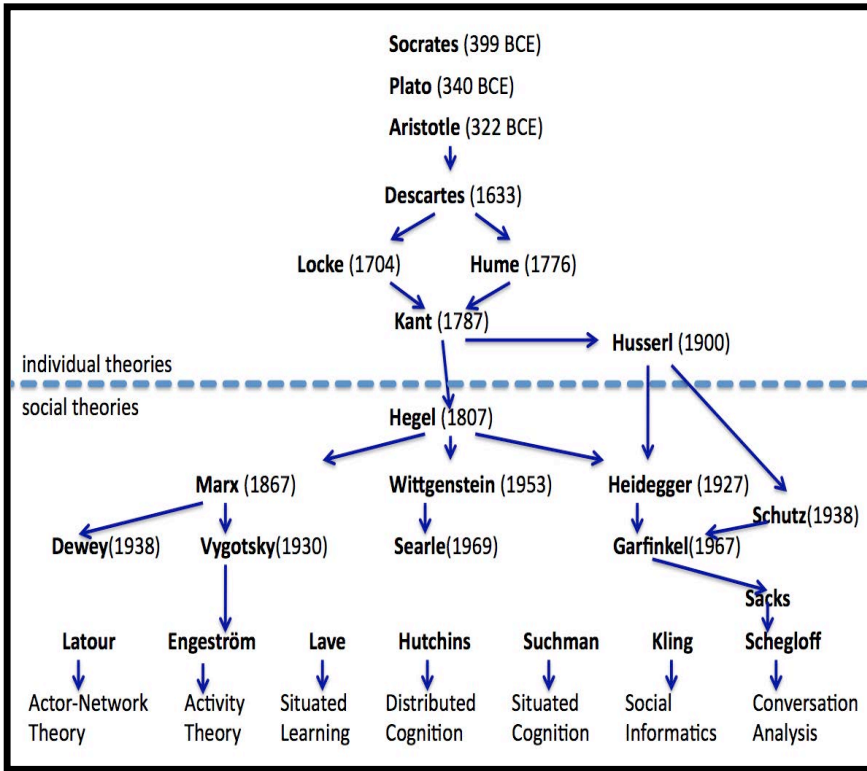 Socrates (399 BCE)
Plato (340 BCE)
Aristotle (322 BCE)
Descartes (1633)
Locke (1704) Hume (1776)
Kant (1787)
Husserl (1900)
individual theories
social theories
Hegel (1807)
Marx (1867) Wittgenstein (1953) Heidegger (1927)
Schutz(1938)
Dewey(1938) Vygotsky(1930) Searle(1969) Garfinkel(1967)
Sacks
Latour Engeström Lave Hutchins Suchman Kling Schegloff
Actor-Network Activity Situated Distributed Situated Social Conversation
Theory Theory Learning Cognition Cognition Informatics Analysis